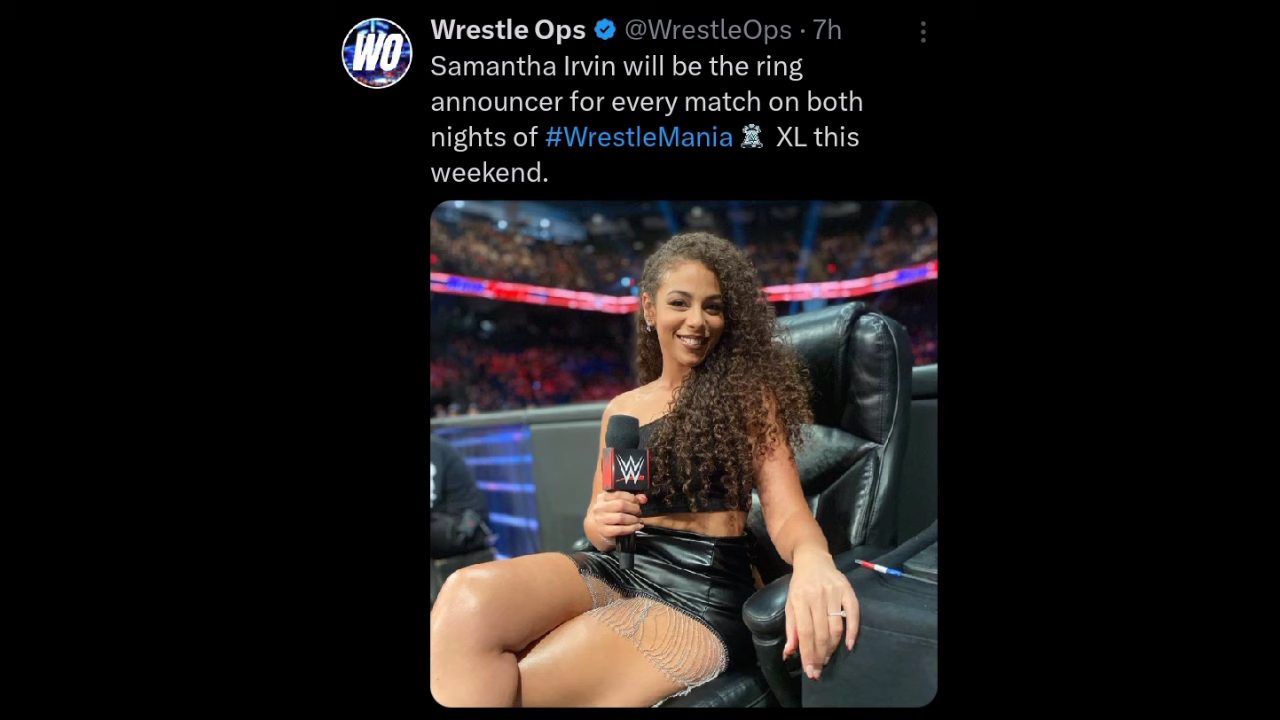 WO
Wrestle Ops @WrestleOps · 7h
Samantha Irvin will be the ring
announcer for every match on both
nights of #WrestleMania XL this
weekend.
W